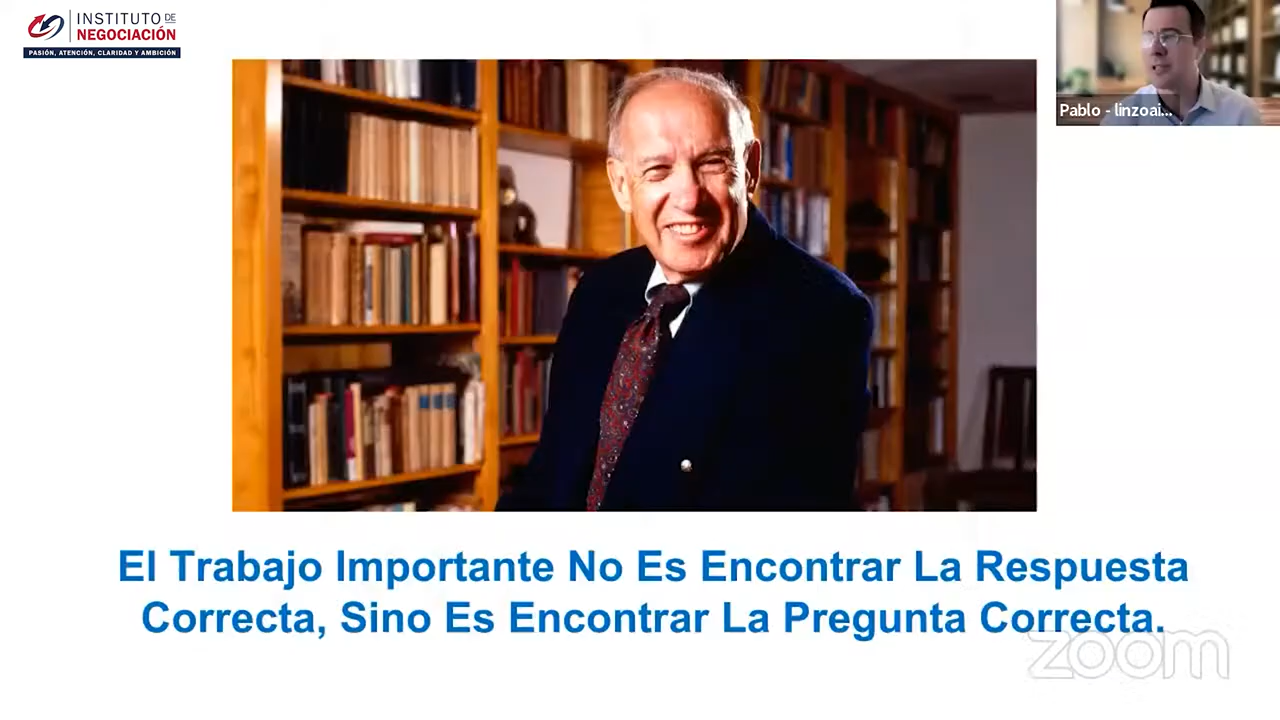 INSTITUTO DE
NEGOCIACIÓN
PASIÓN, ATENCIÓN, CLARIDAD Y AMBICIÓN
Pablo - linzoai...
El Trabajo Importante No Es Encontrar La Respuesta
Correcta, Sino Es Encontrar La Pregunta Correcta.
zoom